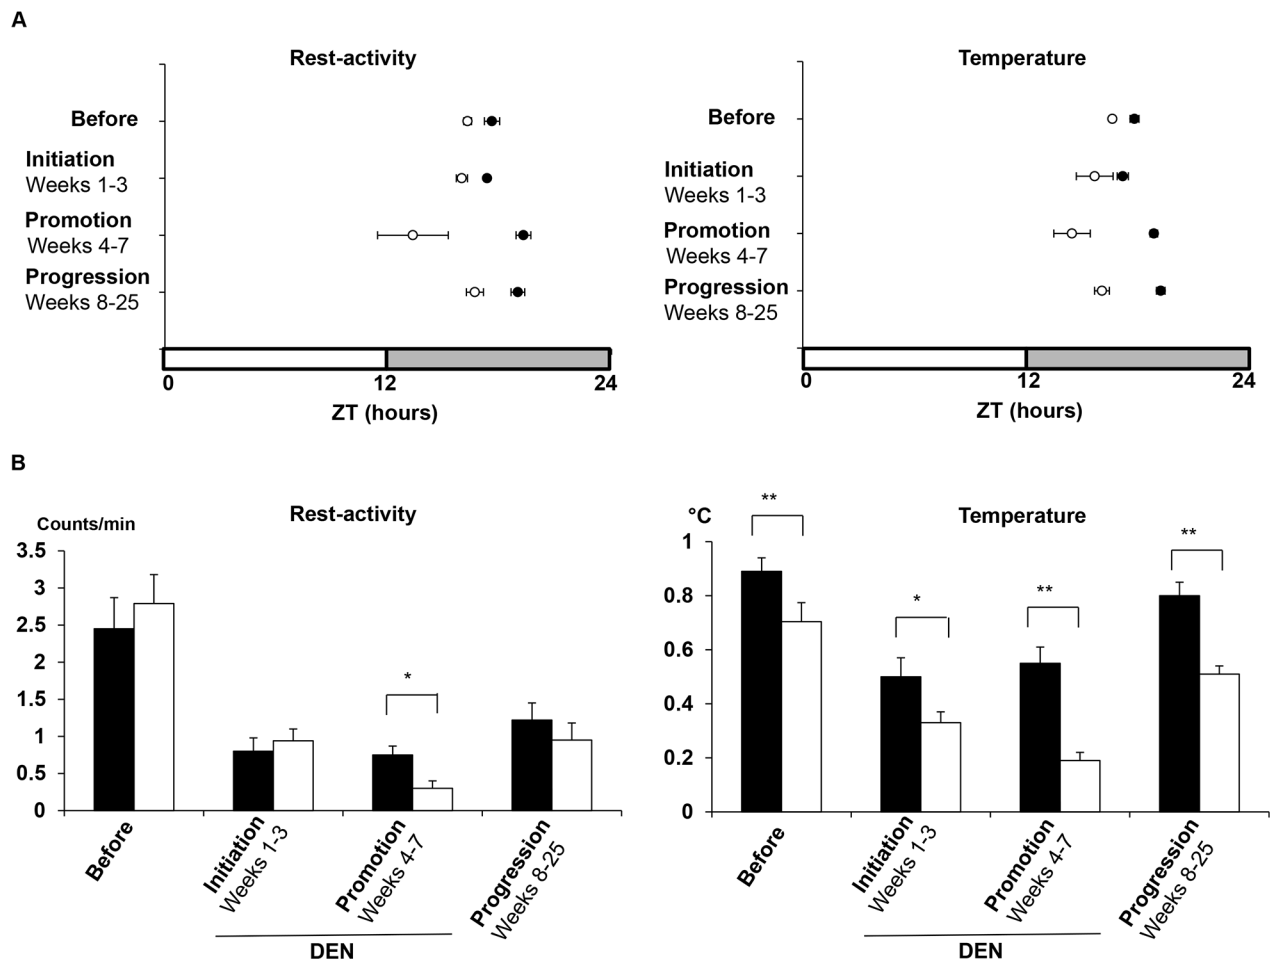 A
Rest-activity
Before
Initiation
Weeks 1-3
Promotion
Weeks 4-7
Progression
Weeks 8-25
0
12
24
ZT (hours)
Temperature
Before
Initiation
Weeks 1-3
Promotion
Weeks 4-7
Progression
Weeks 8-25
0
12
24
ZT (hours)
B
Rest-activity
Counts/min
3.5
3
2.5
2
1.5
1
0.5
0
*
Before
Initiation
Weeks 1-3
Promotion
Weeks 4-7
Progression
Weeks 8-25
DEN
Temperature
°C
1
0.8
0.6
0.4
0.2
0
**
*
**
**
Before
Initiation
Weeks 1-3
Promotion
Weeks 4-7
Progression
Weeks 8-25
DEN